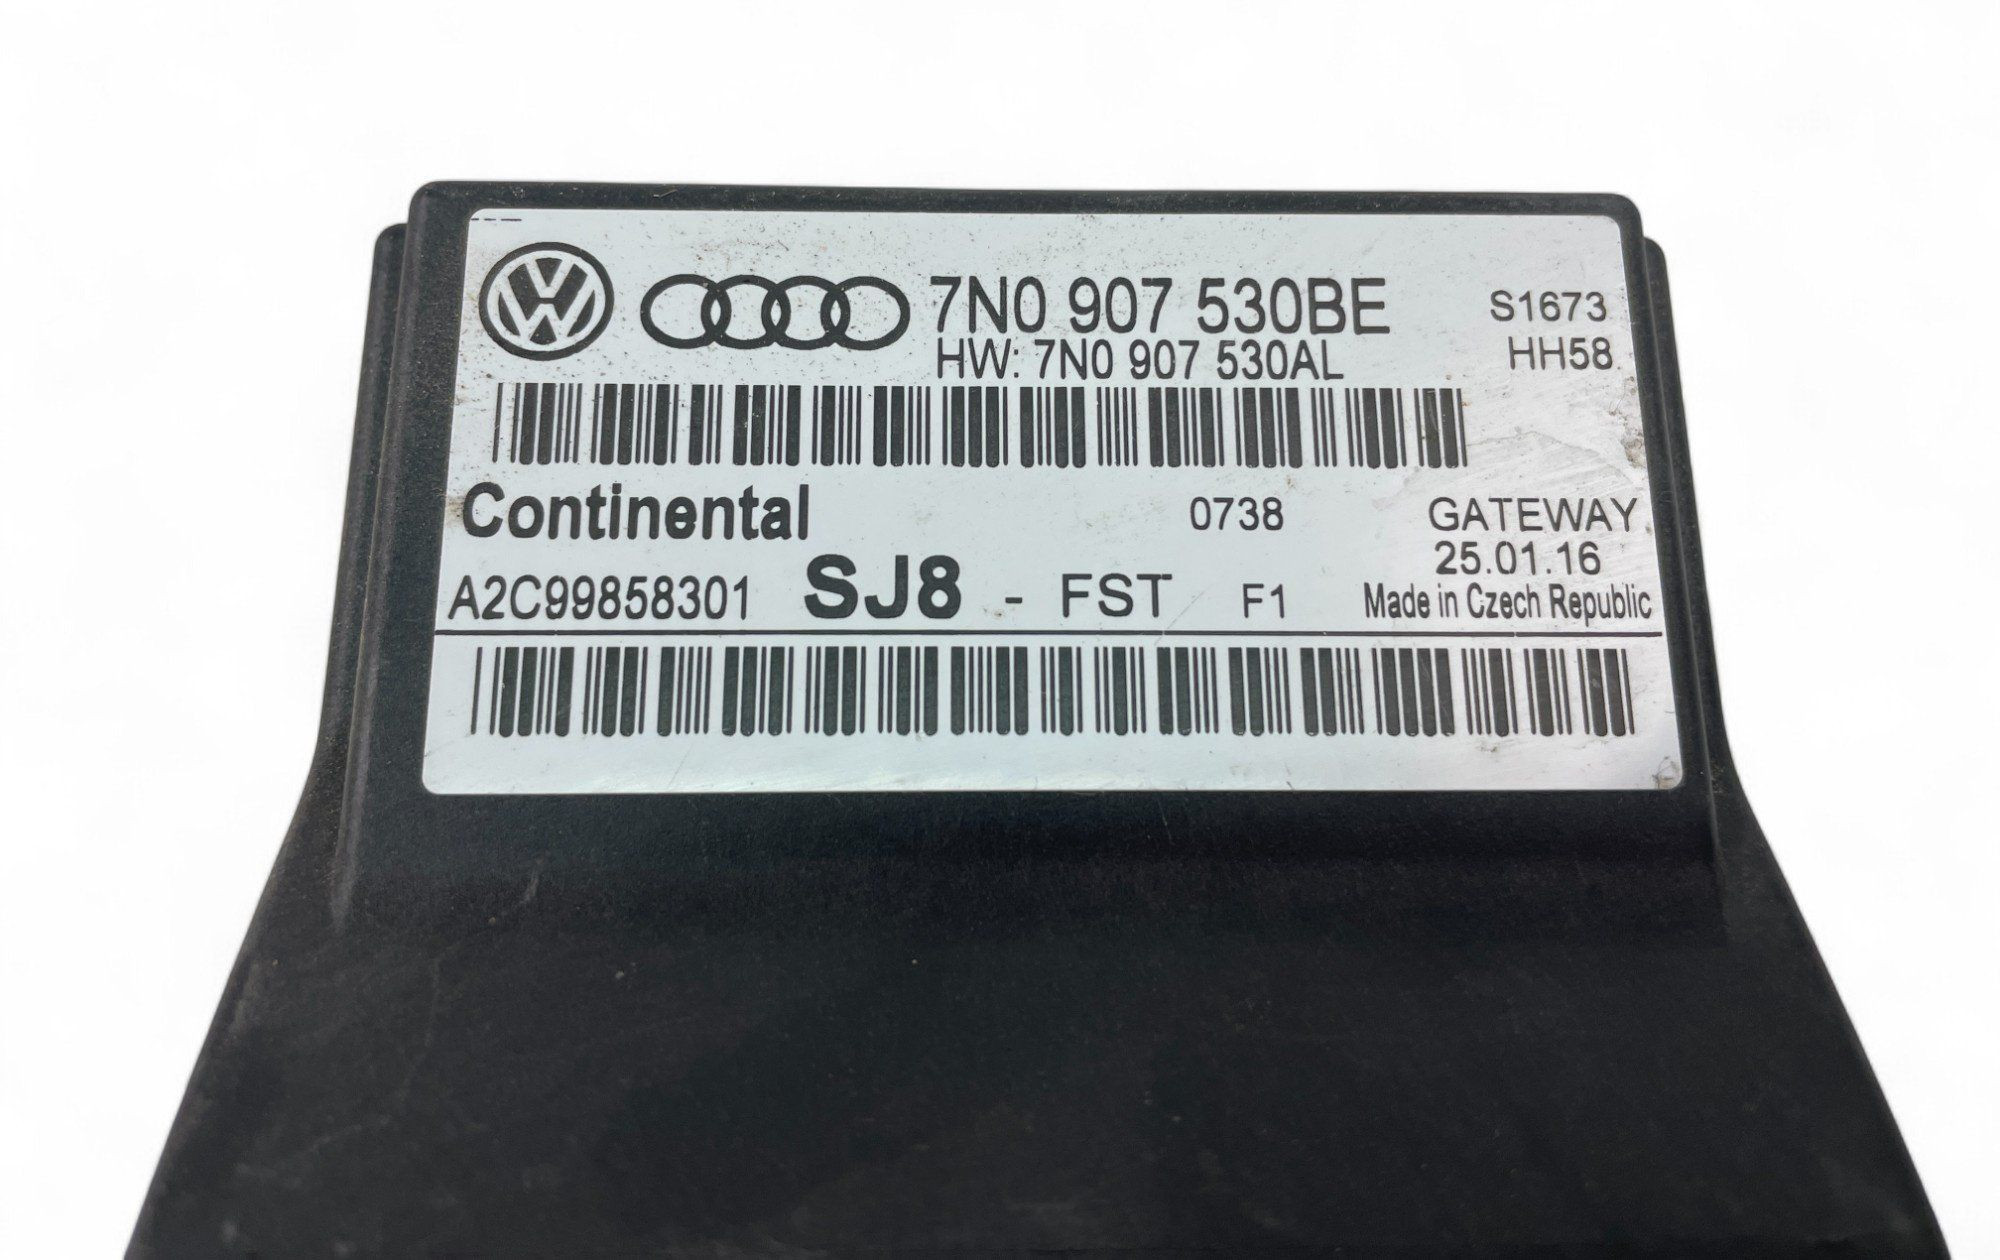 7N0 907 530BE S1673
HW: 7N0 907 530AL HH58
Continental 0738 GATEWAY
25.01.16
A2C99858301 SJ8 - FST F1 Made in Czech Republic